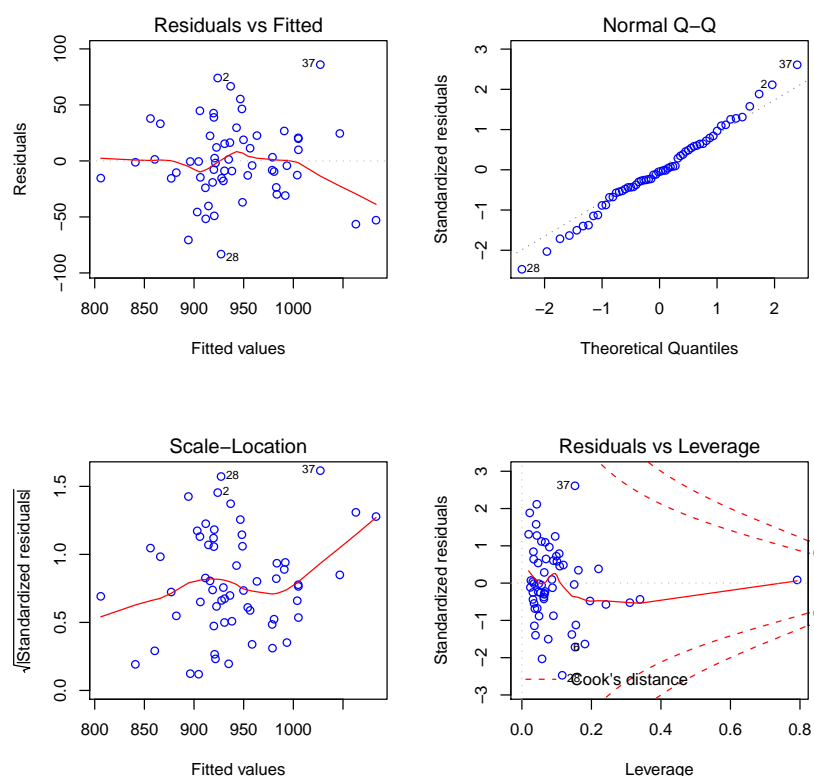 Residuals vs Fitted
Residuals
100
50
0
−50
−100
37
2
28
800 850 900 950 1000
Fitted values
Normal Q−Q
Standardized residuals
3
2
1
0
−1
−2
37
2
28
−2 −1 0 1 2
Theoretical Quantiles
Scale−Location
√|Standardized residuals|
1.5
1.0
0.5
0.0
28
37
2
800 850 900 950 1000
Fitted values
Residuals vs Leverage
Standardized residuals
3
2
1
0
−1
−2
−3
37
28
Cook's distance
0.0 0.2 0.4 0.6 0.8
Leverage